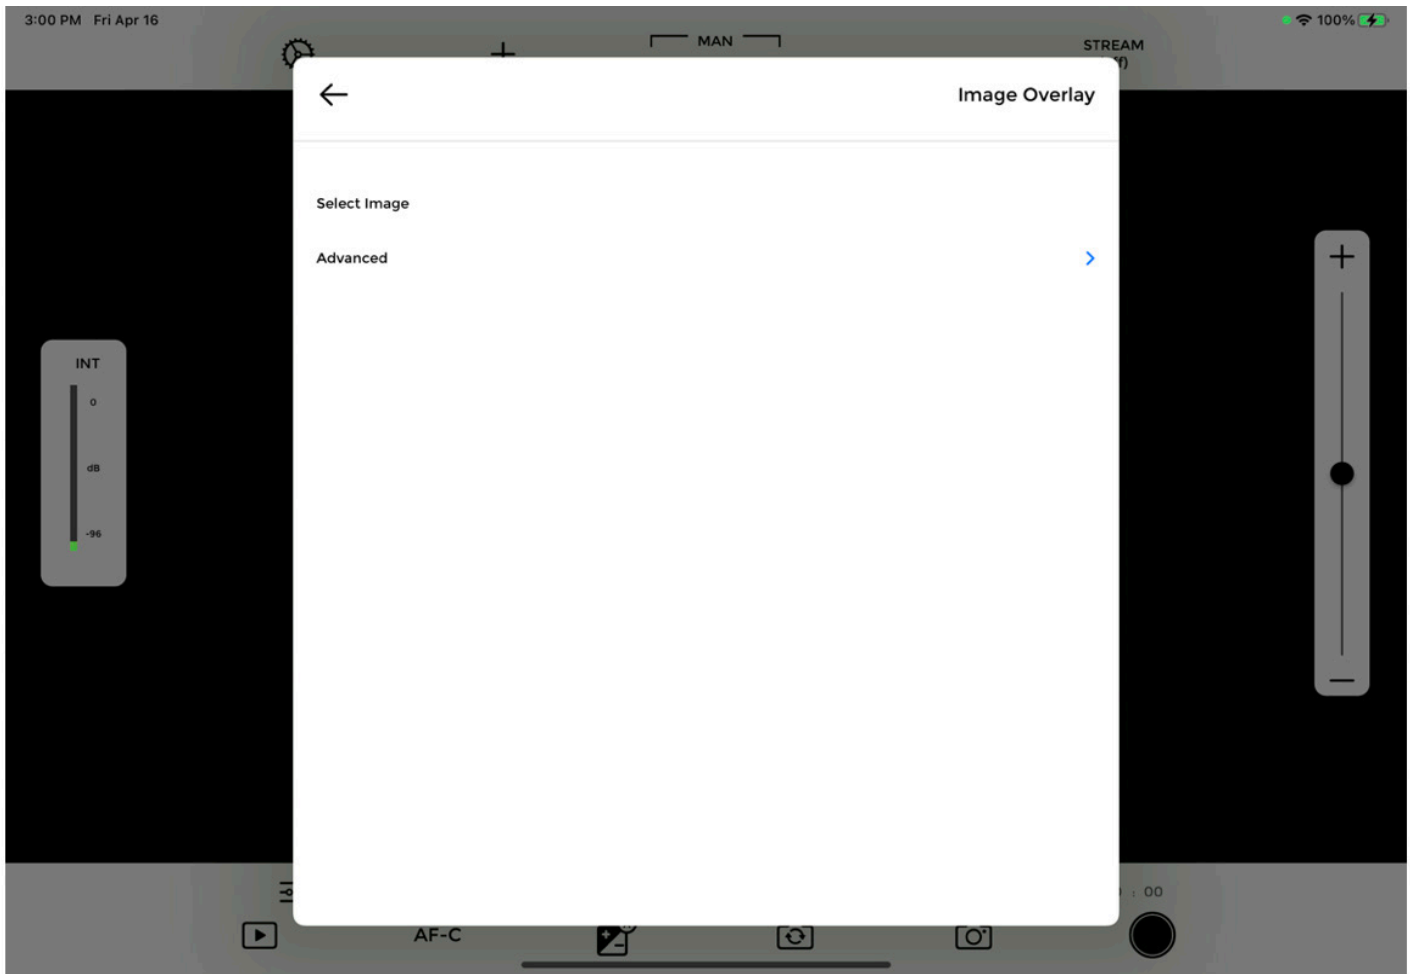 3:00 PM Fri Apr 16
100%
MAN
STREAM
Image Overlay
Select Image
Advanced
INT
0
dB
-96
: 00
AF-C